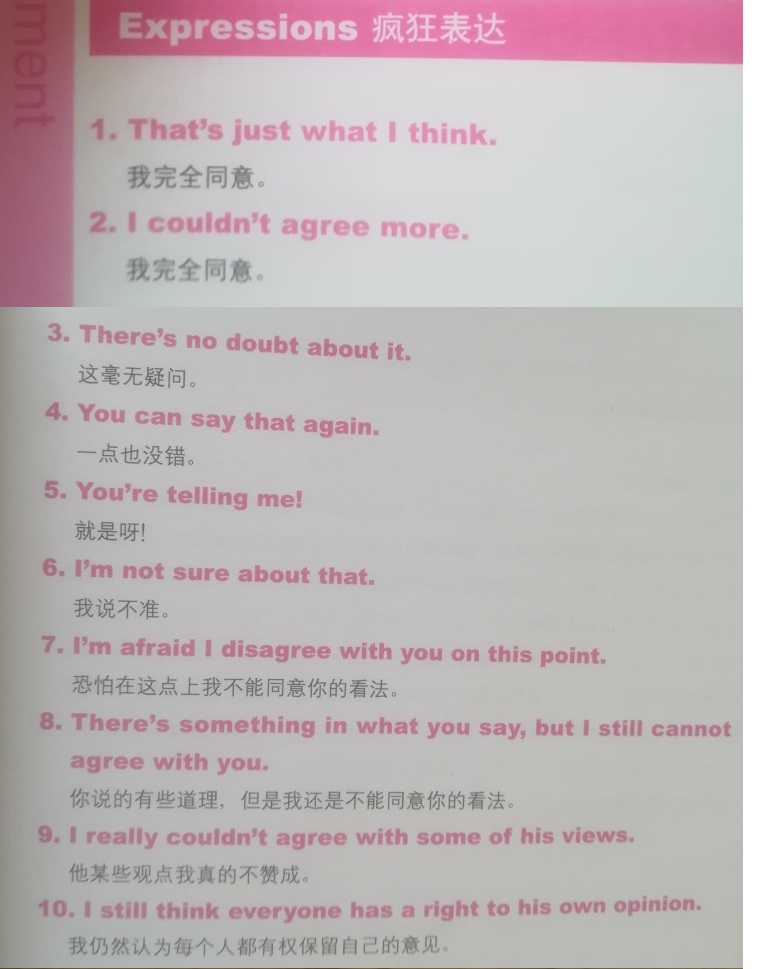 ment
Expressions 疯狂表达
1. That's just what I think.
我完全同意。
2. I couldn't agree more.
我完全同意。
3. There's no doubt about it.
这毫无疑问。
4. You can say that again.
一点也没错。
5. You're telling me!
就是呀!
6. I'm not sure about that.
我说不准。
7. I'm afraid I disagree with you on this point.
恐怕在这点上我不能同意你的看法。
8. There's something in what you say, but I still cannot
agree with you.
你说的有些道理，但是我还是不能同意你的看法。
9. I really couldn't agree with some of his views.
他某些观点我真的不赞成。
10. I still think everyone has a right to his own opinion.
我仍然认为每个人都有权保留自己的意见。